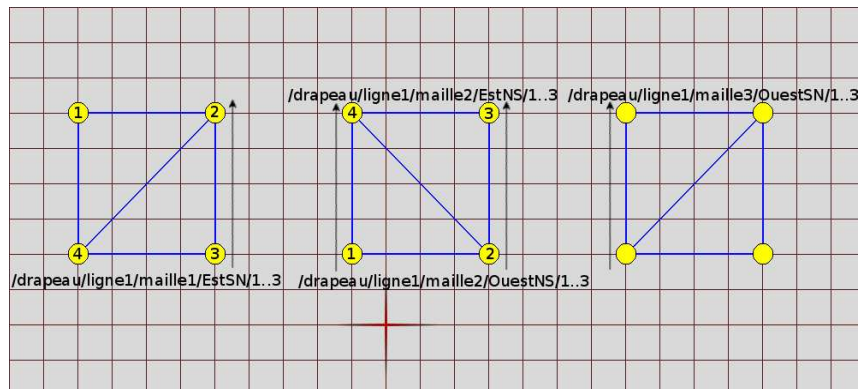 /drapeau/ligne1/maille2/EstNS/1..3
/drapeau/ligne1/maille3/OuestSN/1..3
1
2
4
3
4
3
1
2
/drapeau/ligne1/maille1/EstSN/1..3
/drapeau/ligne1/maille2/OuestNS/1..3